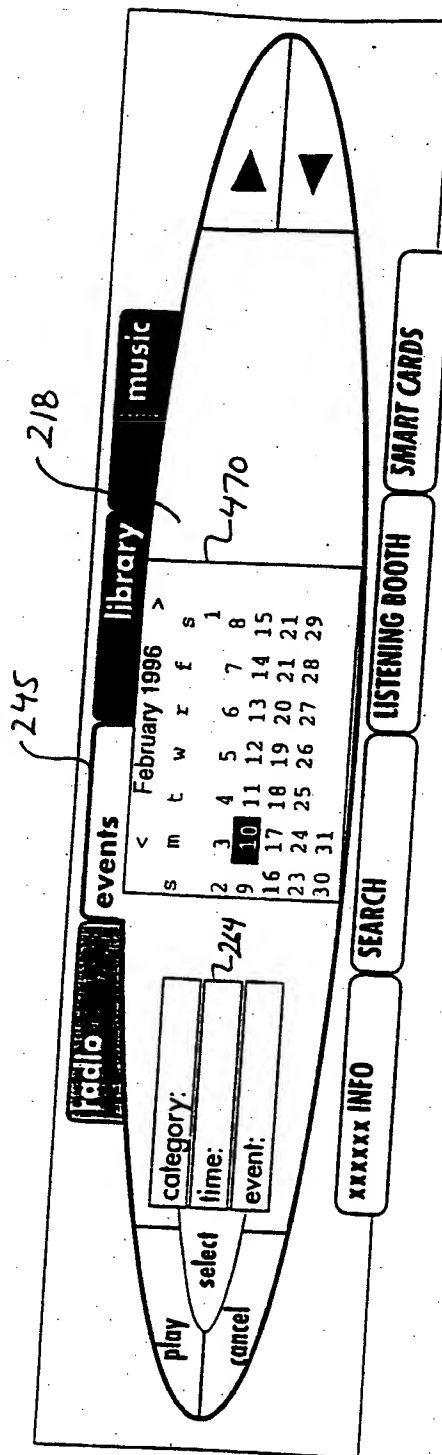 245
218
radio
events
library
music
play
select
cancel
category:
time:
event:
264
< February 1996 >
s m t w r f s
1
2 3 4 5 6 7 8
9 10 11 12 13 14 15
16 17 18 19 20 21 21
23 24 25 26 27 28 29
30 31
470
xxxxxx INFO
SEARCH
LISTENING BOOTH
SMART CARDS